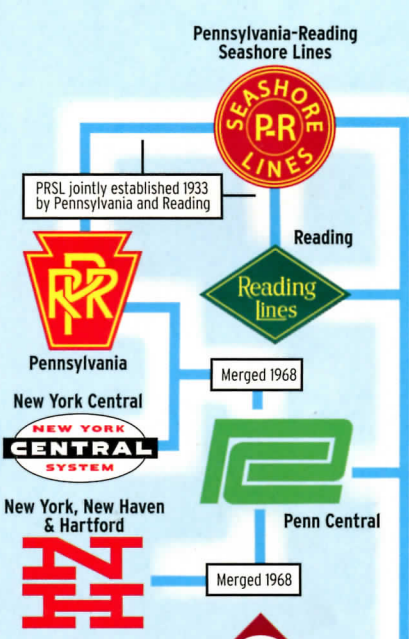 Pennsylvania-Reading
Seashore Lines
SEASHORE
P-R
LINES
PRSL jointly established 1933
by Pennsylvania and Reading
PRR
Reading
Reading
Lines
Pennsylvania
Merged 1968
New York Central
NEW YORK
CENTRAL
SYSTEM
New York, New Haven
& Hartford
Penn Central
NH
Merged 1968